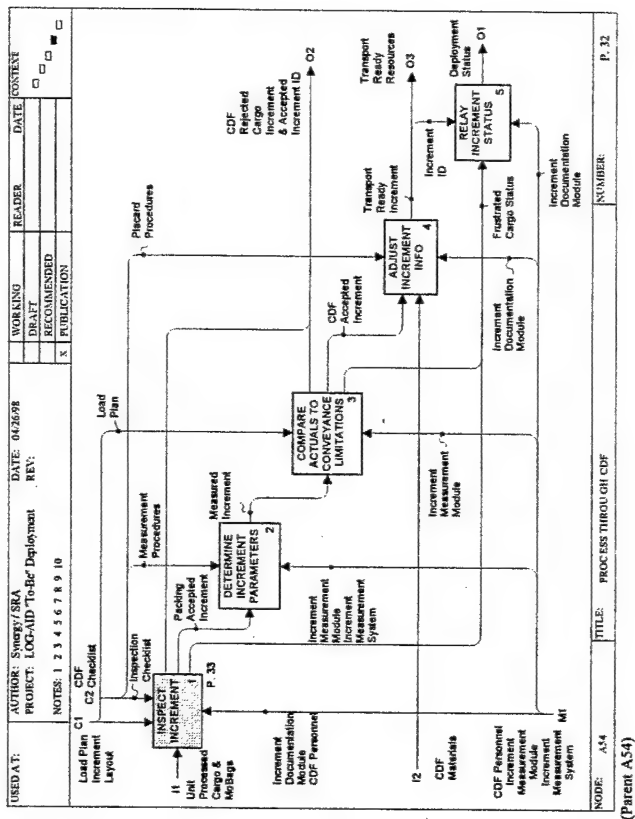 USED AT:
AUTHOR: Synergy / SRA
PROJECT: LOG-AID "To-Be" Deployment
NOTES: 1 2 3 4 5 6 7 8 9 10
DATE: 04/26/98
REV:
WORKING
DRAFT
RECOMMENDED
X PUBLICATION
READER
DATE
CONTEXT
Load Plan
Increment
Layout
C1
CDF
C2 Checklist
Inspection
Checklist
Measurement
Procedures
Load
Plan
Placard
Procedures
I1
Unit
Processed
Cargo &
MoBags
INSPECT
INCREMENT
1
P. 33
Packing
Accepted
Increment
DETERMINE
INCREMENT
PARAMETERS
2
Measured
Increment
COMPARE
ACTUALS TO
CONVEYANCE
LIMITATIONS
3
CDF
Accepted
Increment
ADJUST
INCREMENT
INFO
4
Transport
Ready
Increment
Increment
ID
RELAY
INCREMENT
STATUS
5
CDF
Rejected
Cargo
Increment
& Accepted
Increment ID
O2
Transport
Ready
Resources
O3
Deployment
Status
O1
Frustrated
Cargo Status
Increment
Documentation
Module
CDF Personnel
Increment
Measurement
Module
Increment
Measurement
System
Increment
Measurement
Module
Increment
Documentation
Module
Increment
Documentation
Module
I2
CDF
Materials
CDF Personnel
Increment
Measurement
Module
Increment
Measurement
System
M1
NODE: A54
TITLE: PROCESS THROUGH CDF
NUMBER:
P. 32
(Parent A54)